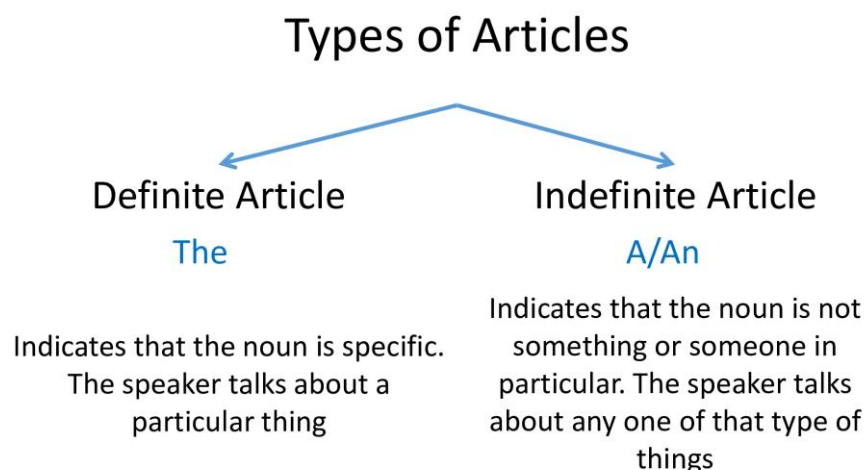 Types of Articles
Definite Article
The
Indicates that the noun is specific.
The speaker talks about a
particular thing
Indefinite Article
A/An
Indicates that the noun is not
something or someone in
particular. The speaker talks
about any one of that type of
things